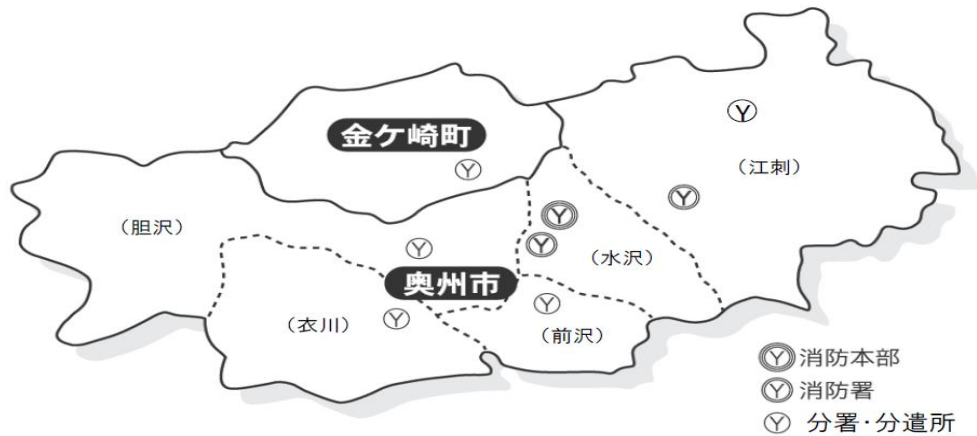 金ケ崎町
（江刺）
（胆沢）
（水沢）
奥州市
（衣川）
（前沢）
消防本部
消防署
分署・分遣所